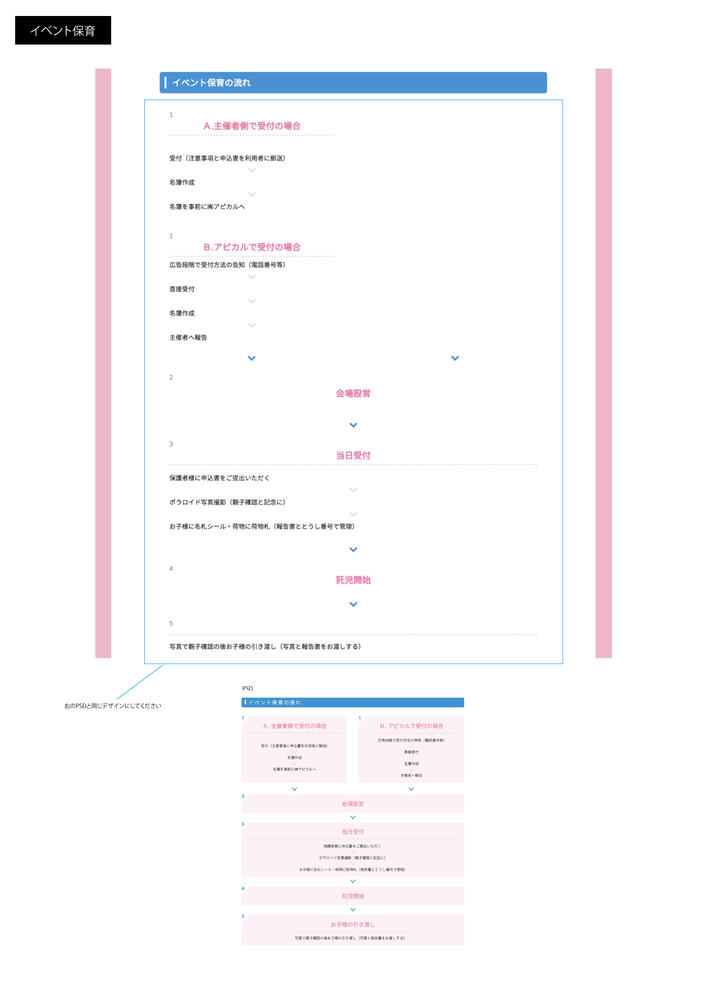 イベント保育
イベント保育の流れ
1
A.主催者側で受付の場合
受付（注意事項と申込書を利用者に郵送）
名簿作成
名簿を事前に㈱アピカルへ
1
B.アピカルで受付の場合
広告段階で受付方法の告知（電話番号等）
直接受付
名簿作成
主催者へ報告
2
会場設営
3
当日受付
保護者様に申込書をご提出いただく
ポラロイド写真撮影（親子確認と記念に）
お子様に名札シール・荷物に荷物札（報告書ととうし番号で管理）
4
託児開始
5
写真で親子確認の後お子様の引き渡し（写真と報告書をお渡しする）
右のPSDと同じデザインにしてください
PSD
イベント保育の流れ
1
A. 主催者側で受付の場合
受付（注意事項と申込書を利用者に郵送）
名簿作成
名簿を事前に㈱アピカルへ
1
B. アピカルで受付の場合
広告段階で受付方法の告知（電話番号等）
直接受付
名簿作成
主催者へ報告
2
会場設営
3
当日受付
保護者様に申込書をご提出いただく
ポラロイド写真撮影（親子確認と記念に）
お子様に名札シール・荷物に荷物札（報告書ととうし番号で管理）
4
託児開始
5
お子様の引き渡し
写真で親子確認の後お子様の引き渡し（写真と報告書をお渡しする）